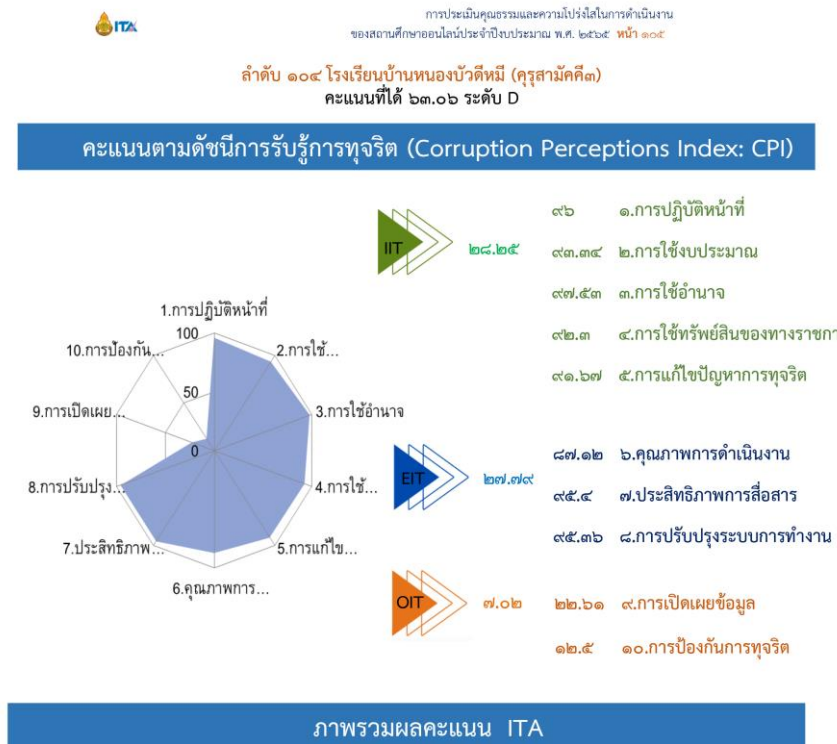 ITA
การประเมินคุณธรรมและความโปร่งใสในการดำเนินงาน
ของสถานศึกษาออนไลน์ประจำปีงบประมาณ พ.ศ. ๒๕๖๕ หน้า ๑๐๕
ลำดับ ๑๐๔ โรงเรียนบ้านหนองบัวดีหมี (คุรุสามัคคี๓)
คะแนนที่ได้ ๖๓.๐๖ ระดับ D
คะแนนตามดัชนีการรับรู้การทุจริต (Corruption Perceptions Index: CPI)
1.การปฏิบัติหน้าที่
100
50
0
2.การใช้...
3.การใช้อำนาจ
4.การใช้...
5.การแก้ไข...
6.คุณภาพการ...
7.ประสิทธิภาพ...
8.การปรับปรุง...
9.การเปิดเผย...
10.การป้องกัน...
IIT ๒๘.๒๕
๙๖ ๑.การปฏิบัติหน้าที่
๙๓.๓๔ ๒.การใช้งบประมาณ
๙๗.๕๓ ๓.การใช้อำนาจ
๙๒.๓ ๔.การใช้ทรัพย์สินของทางราชกา
๙๑.๖๗ ๕.การแก้ไขปัญหาการทุจริต
EIT ๒๗.๗๙
๘๗.๑๒ ๖.คุณภาพการดำเนินงาน
๙๕.๔ ๗.ประสิทธิภาพการสื่อสาร
๙๕.๓๖ ๘.การปรับปรุงระบบการทำงาน
OIT ๗.๐๒
๒๒.๖๑ ๙.การเปิดเผยข้อมูล
๑๒.๕ ๑๐.การป้องกันการทุจริต
ภาพรวมผลคะแนน ITA